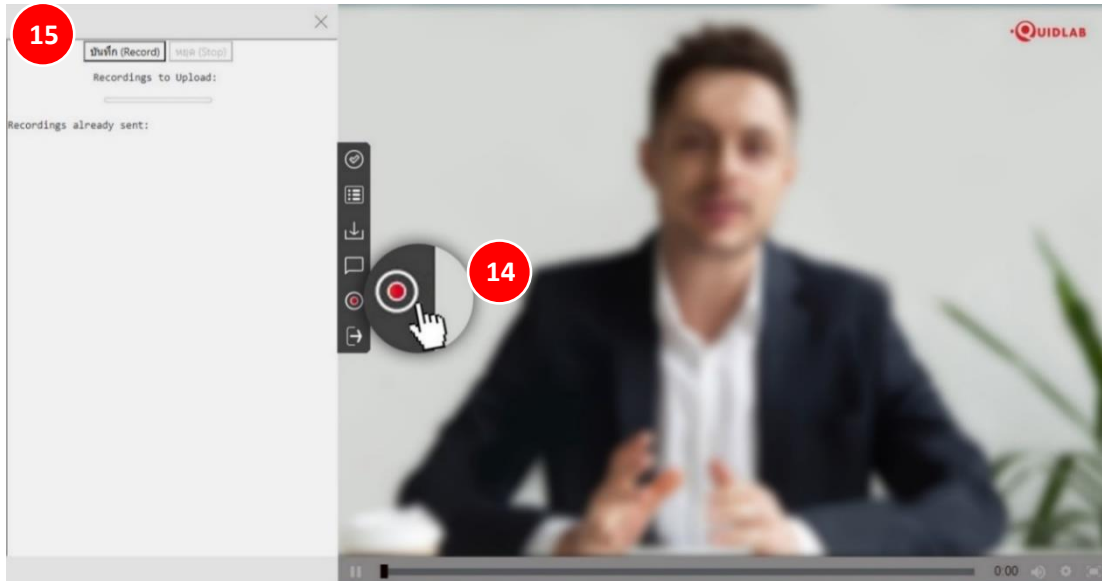 15
บันทึก (Record) หยุด (Stop)
Recordings to Upload:
Recordings already sent:
QUIDLAB
14
0:00